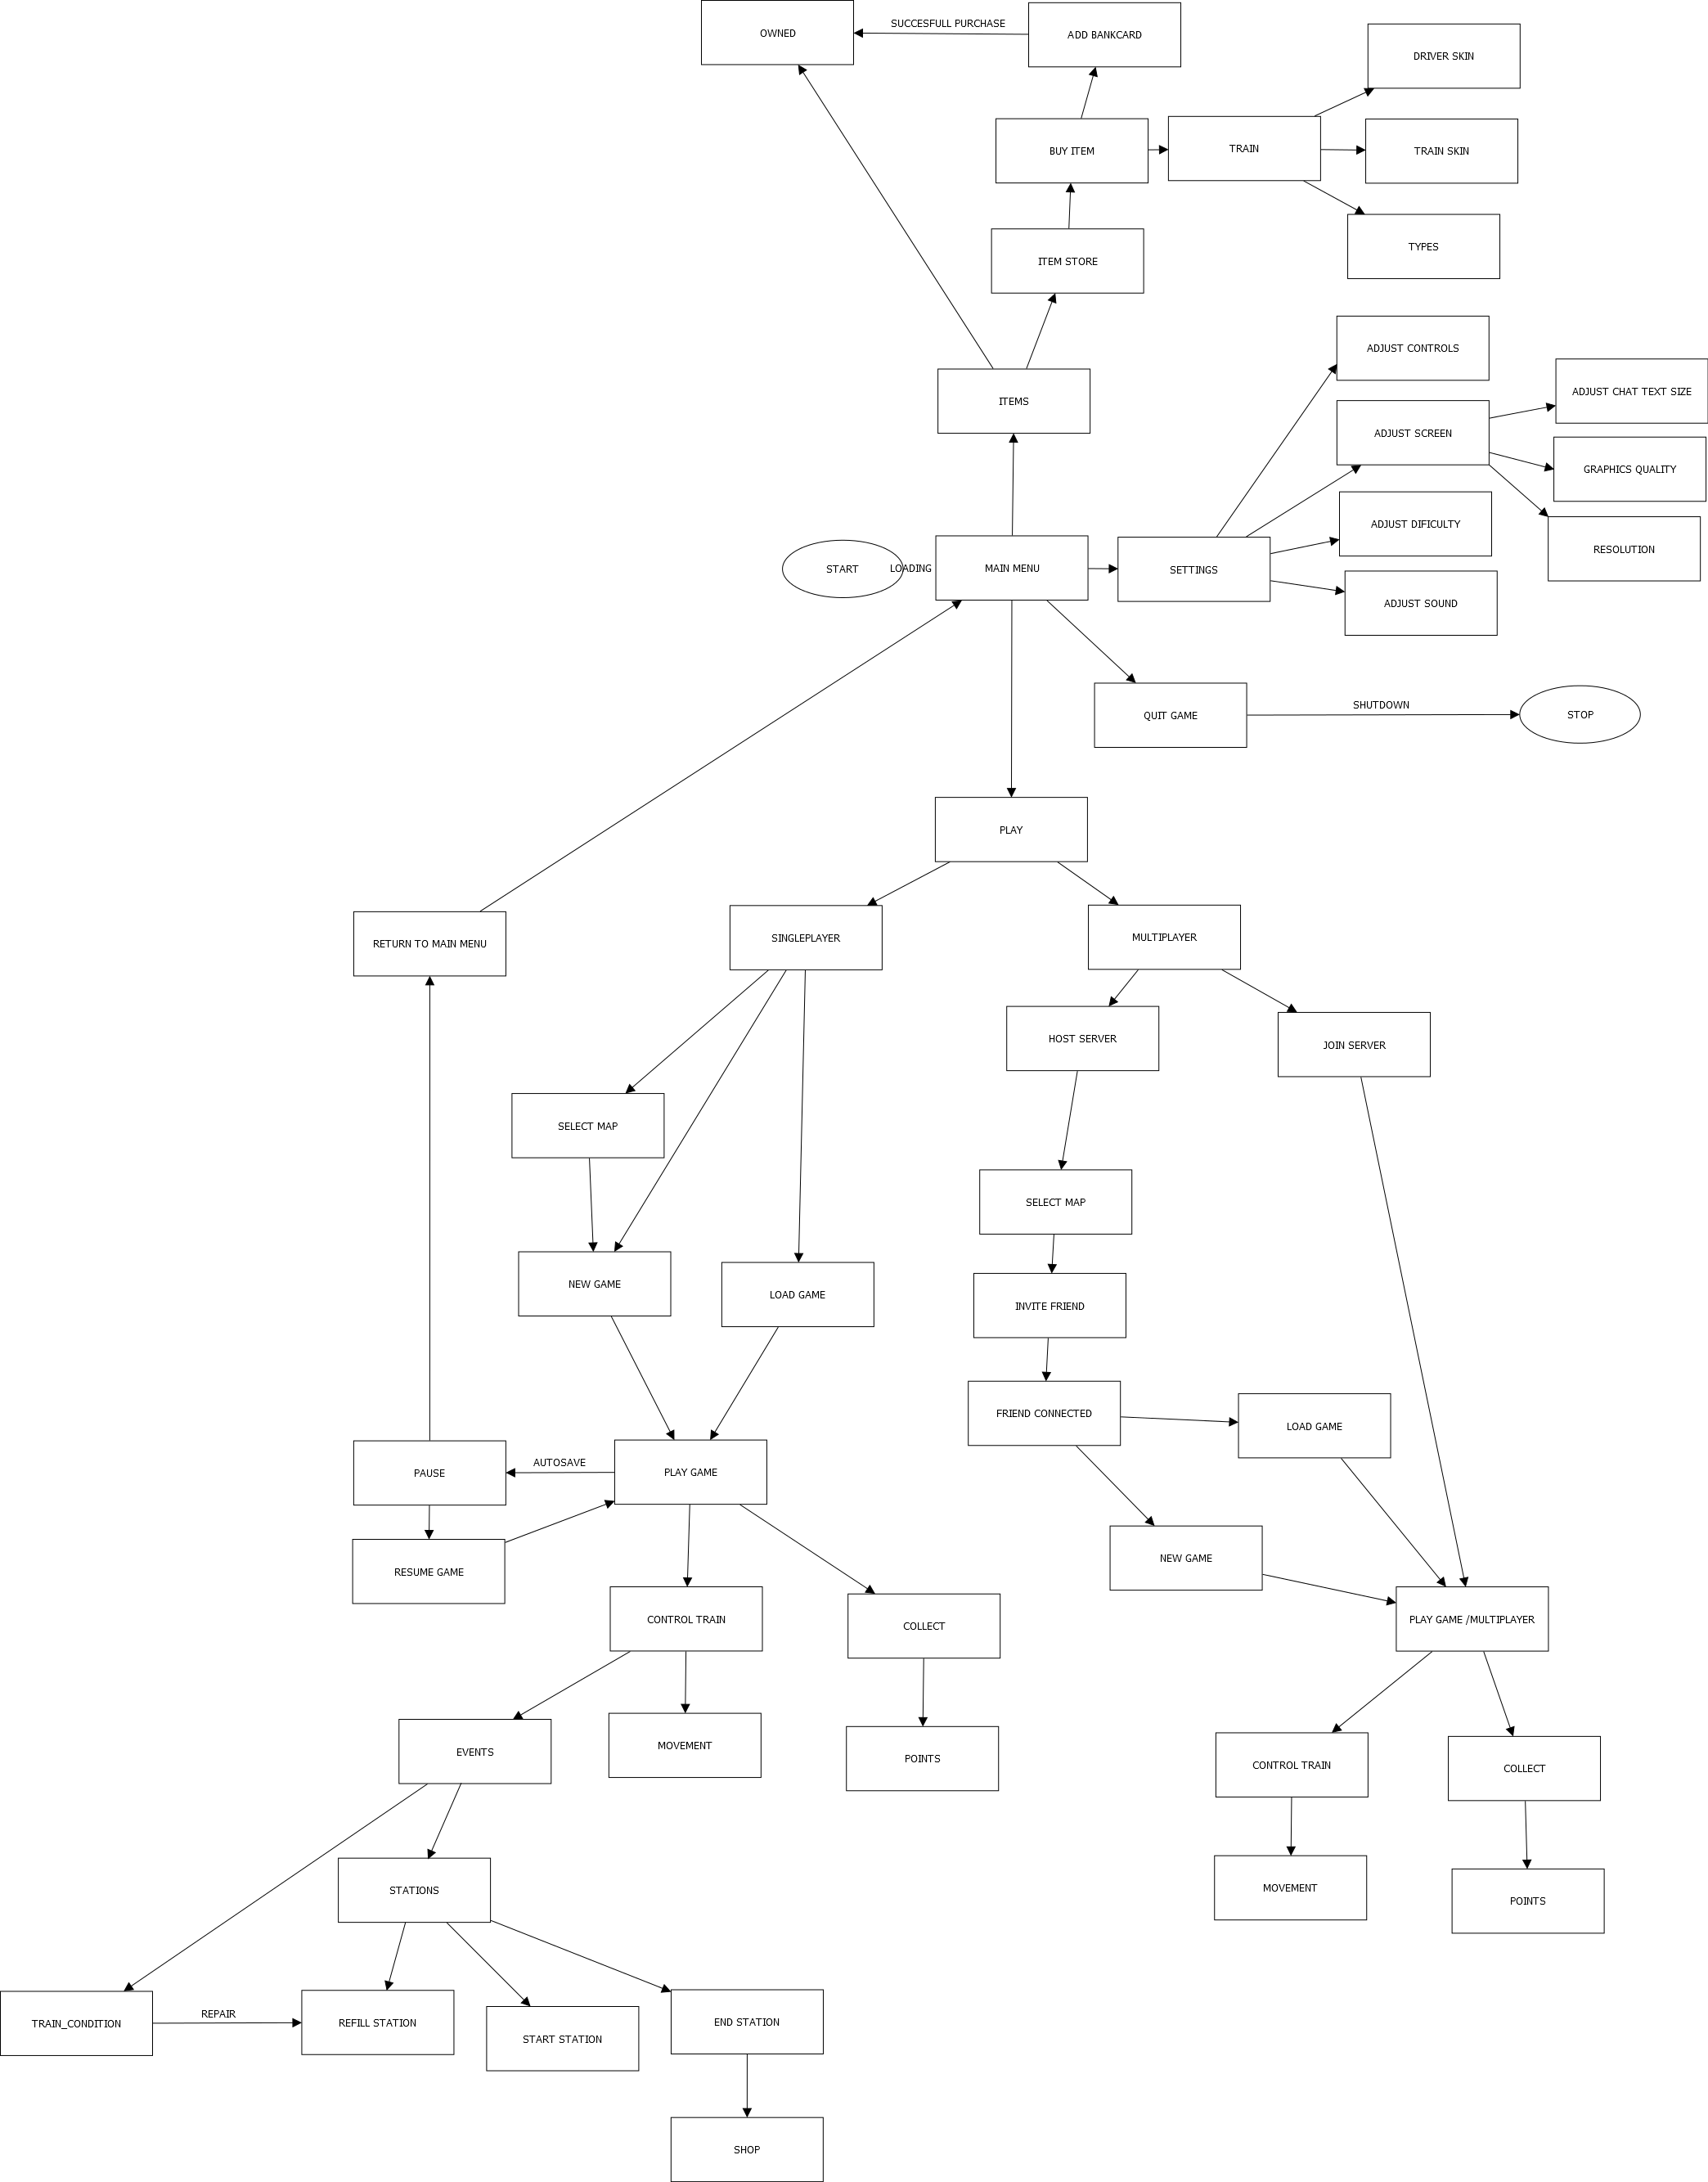 OWNED
SUCCESFULL PURCHASE
ADD BANKCARD
DRIVER SKIN
BUY ITEM
TRAIN
TRAIN SKIN
TYPES
ITEM STORE
ADJUST CONTROLS
ITEMS
ADJUST CHAT TEXT SIZE
ADJUST SCREEN
GRAPHICS QUALITY
ADJUST DIFICULTY
RESOLUTION
START
LOADING
MAIN MENU
SETTINGS
ADJUST SOUND
QUIT GAME
SHUTDOWN
STOP
PLAY
RETURN TO MAIN MENU
SINGLEPLAYER
MULTIPLAYER
HOST SERVER
JOIN SERVER
SELECT MAP
SELECT MAP
NEW GAME
LOAD GAME
INVITE FRIEND
FRIEND CONNECTED
LOAD GAME
PAUSE
AUTOSAVE
PLAY GAME
RESUME GAME
NEW GAME
CONTROL TRAIN
COLLECT
PLAY GAME /MULTIPLAYER
EVENTS
MOVEMENT
POINTS
CONTROL TRAIN
COLLECT
STATIONS
MOVEMENT
POINTS
TRAIN_CONDITION
REPAIR
REFILL STATION
START STATION
END STATION
SHOP